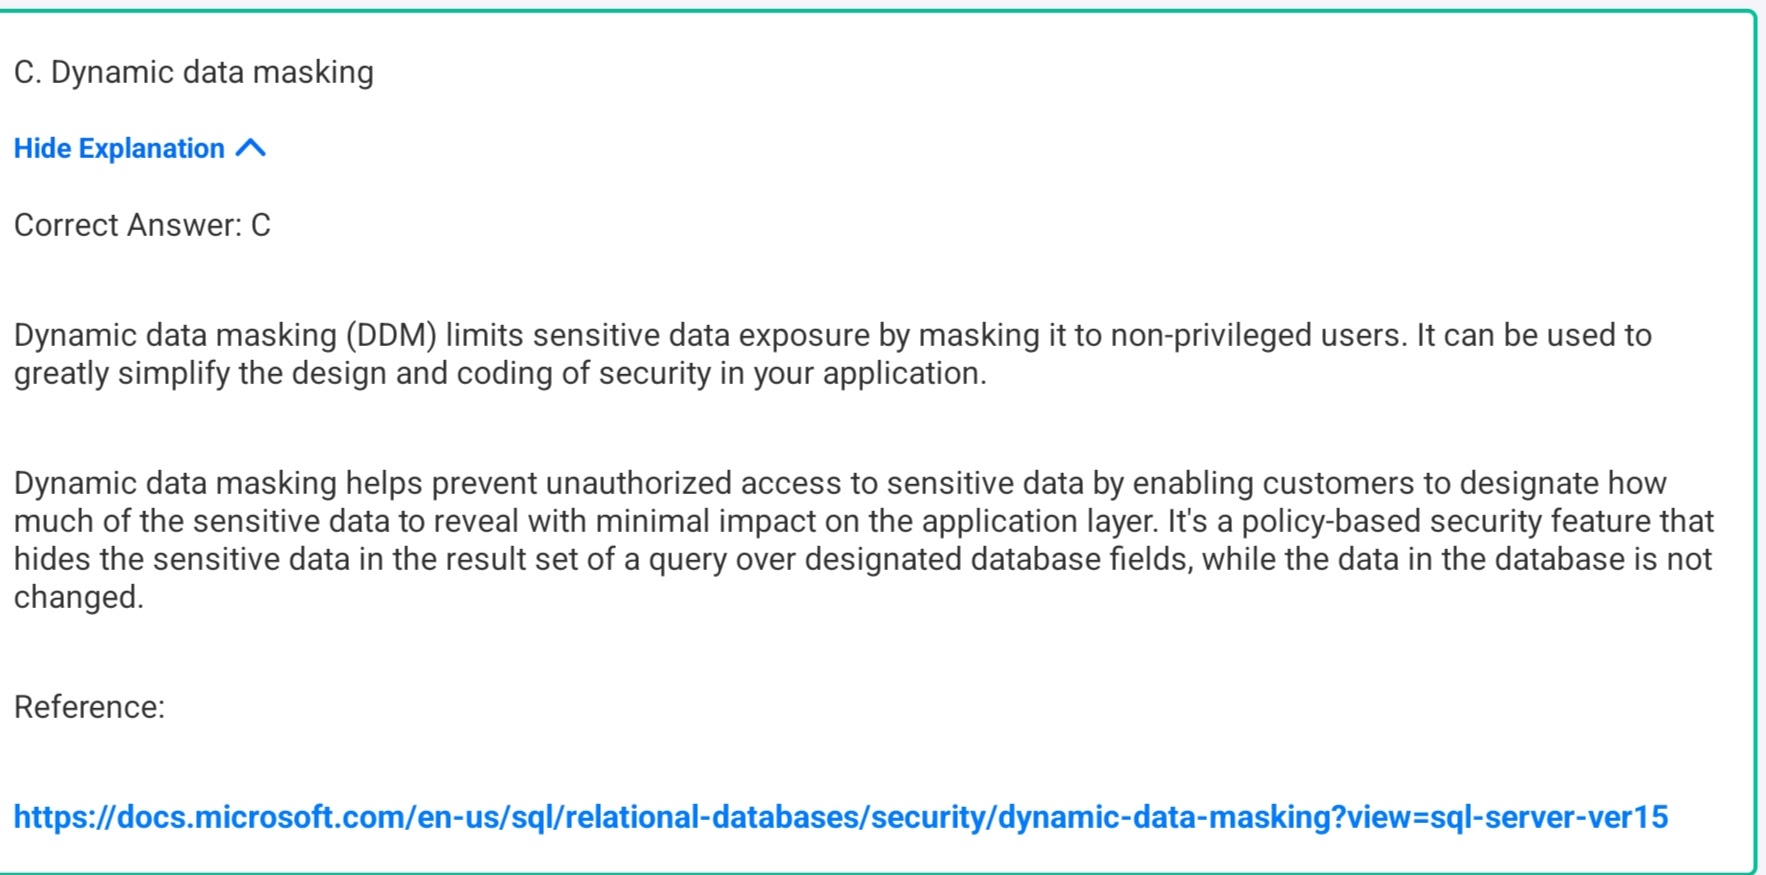 C. Dynamic data masking
Hide Explanation
Correct Answer: C
Dynamic data masking (DDM) limits sensitive data exposure by masking it to non-privileged users. It can be used to
greatly simplify the design and coding of security in your application.
Dynamic data masking helps prevent unauthorized access to sensitive data by enabling customers to designate how
much of the sensitive data to reveal with minimal impact on the application layer. It's a policy-based security feature that
hides the sensitive data in the result set of a query over designated database fields, while the data in the database is not
changed.
Reference:
https://docs.microsoft.com/en-us/sql/relational-databases/security/dynamic-data-masking?view=sql-server-ver15